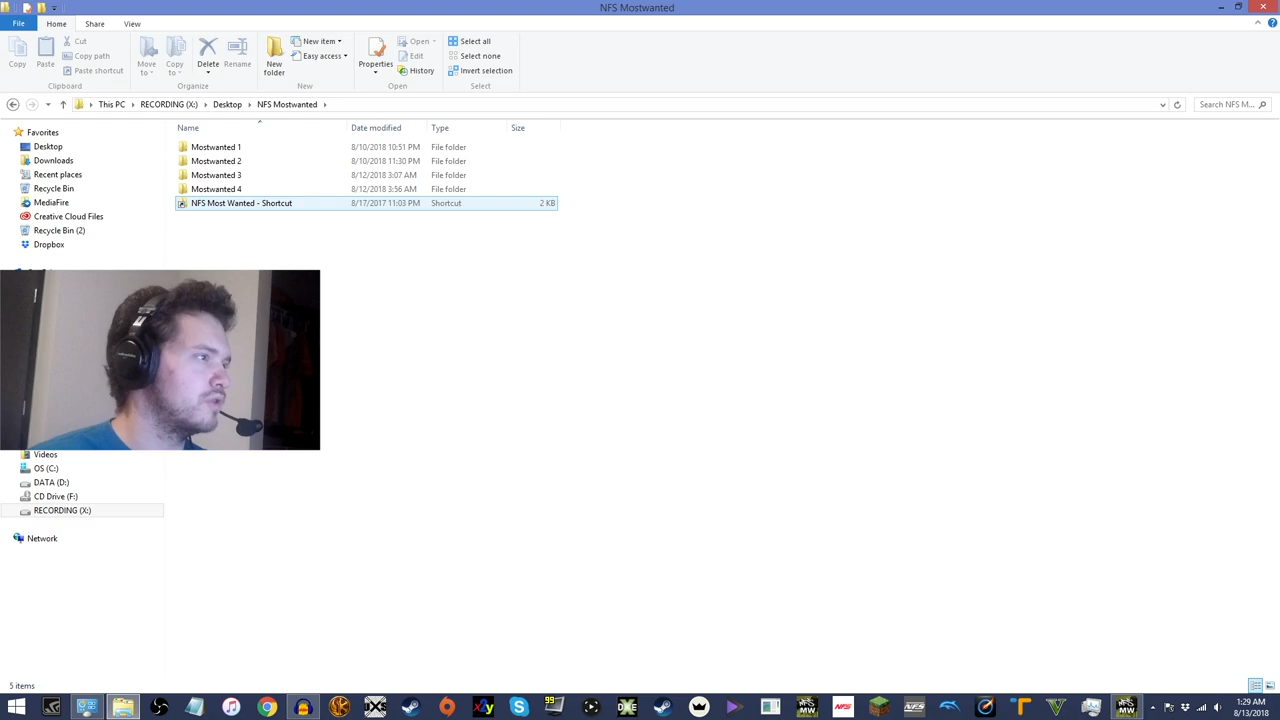 NFS Mostwanted
File Home Share View
Copy Paste Cut Copy path Paste shortcut Move to Copy to Delete Rename New folder New item Easy access Properties Open Edit History Select all Select none Invert selection
Clipboard Organize New Open Select
This PC RECORDING (X:) Desktop NFS Mostwanted Search NFS M...
Name Date modified Type Size
Mostwanted 1 8/10/2018 10:51 PM File folder
Mostwanted 2 8/10/2018 11:30 PM File folder
Mostwanted 3 8/12/2018 3:07 AM File folder
Mostwanted 4 8/12/2018 3:56 AM File folder
NFS Most Wanted - Shortcut 8/17/2017 11:03 PM Shortcut 2 KB
Favorites
Desktop
Downloads
Recent places
Recycle Bin
MediaFire
Creative Cloud Files
Recycle Bin (2)
Dropbox
Videos
OS (C:)
DATA (D:)
CD Drive (F:)
RECORDING (X:)
Network
5 items
1:29 AM
8/13/2018